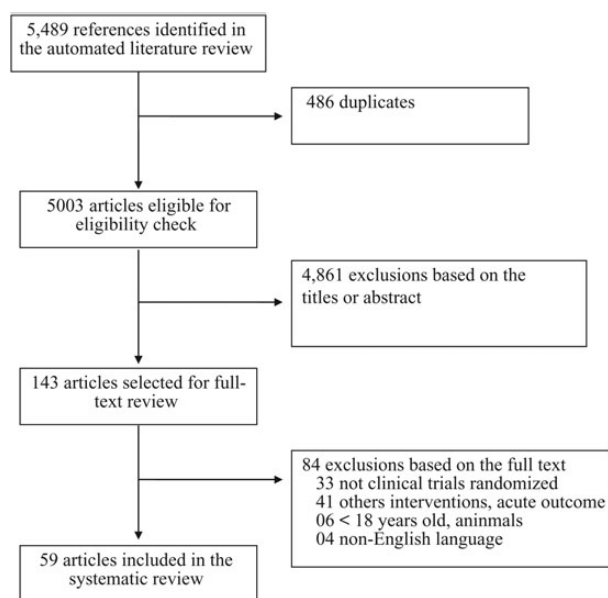 5,489 references identified in
the automated literature review
486 duplicates
5003 articles eligible for
eligibility check
4,861 exclusions based on the
titles or abstract
143 articles selected for full-
text review
84 exclusions based on the full text
33 not clinical trials randomized
41 others interventions, acute outcome
06 < 18 years old, aninmals
04 non-English language
59 articles included in the
systematic review